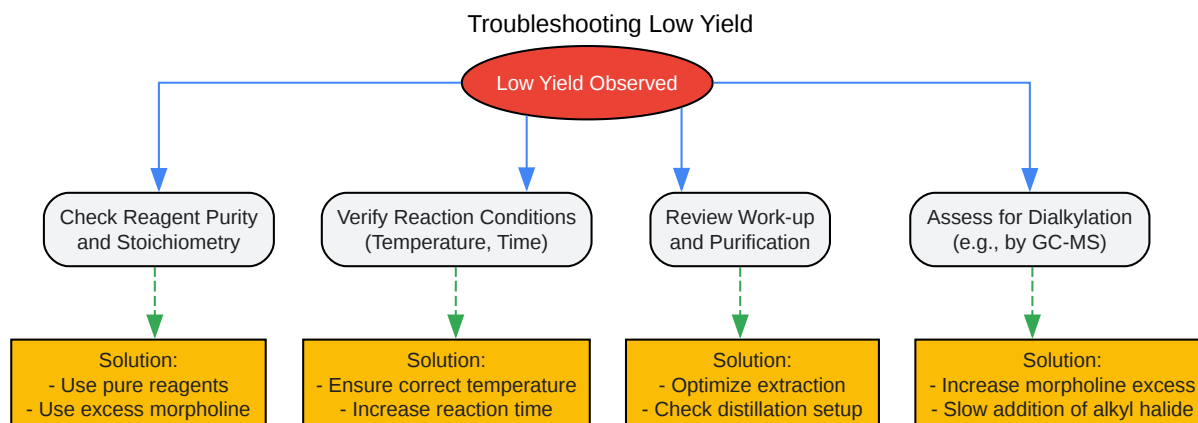 Troubleshooting Low Yield
Low Yield Observed
Check Reagent Purity
and Stoichiometry
Verify Reaction Conditions
(Temperature, Time)
Review Work-up
and Purification
Assess for Dialkylation
(e.g., by GC-MS)
Solution:
- Use pure reagents
- Use excess morpholine
Solution:
- Ensure correct temperature
- Increase reaction time
Solution:
- Optimize extraction
- Check distillation setup
Solution:
- Increase morpholine excess
- Slow addition of alkyl halide